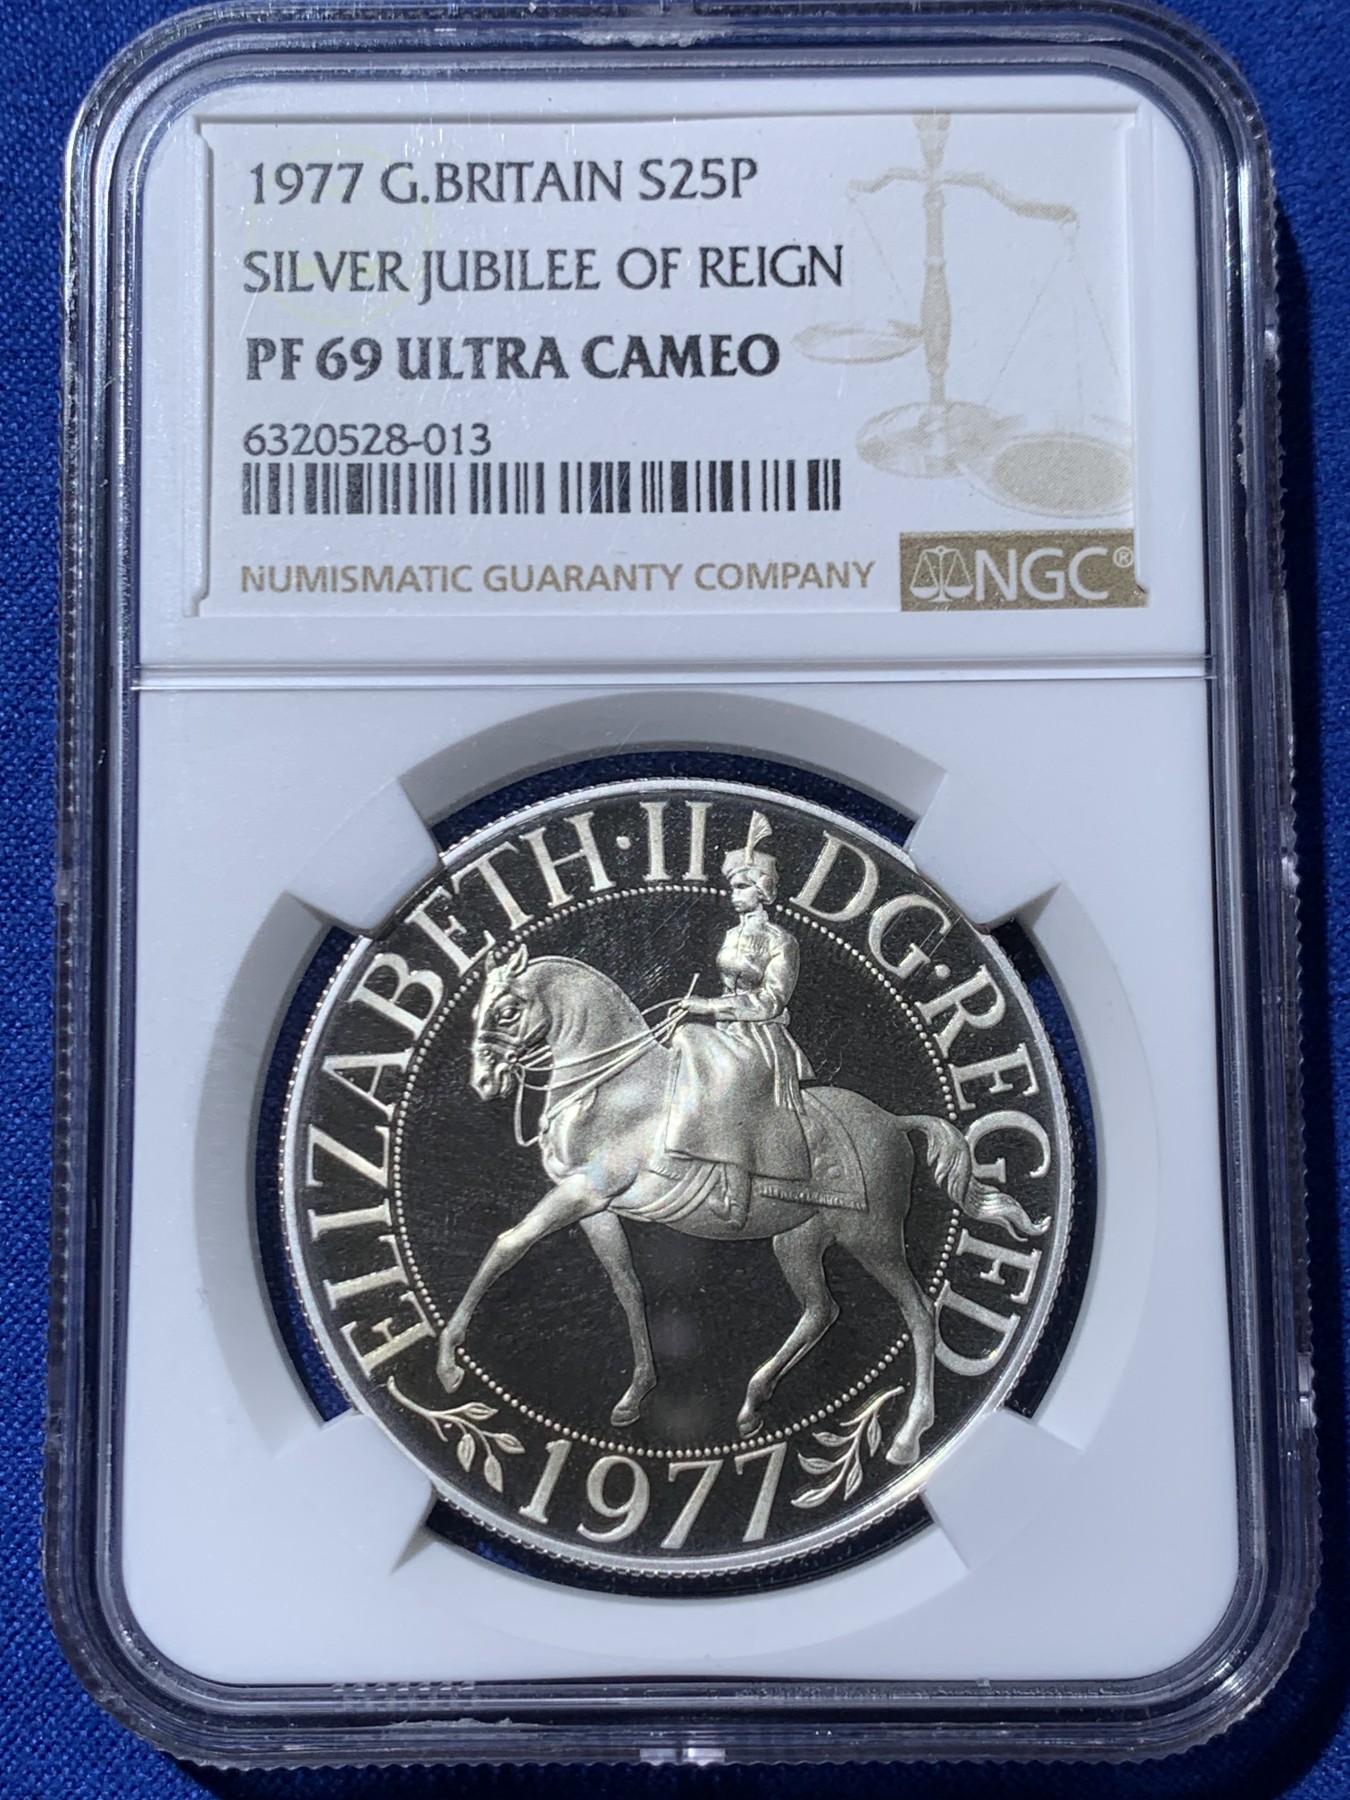 1977 G.BRITAIN S25P
SILVER JUBILEE OF REIGN
PF 69 ULTRA CAMEO
6320528-013
NUMISMATIC GUARANTY COMPANY NGC®
ELIZABETH·II DG·REG FD
1977